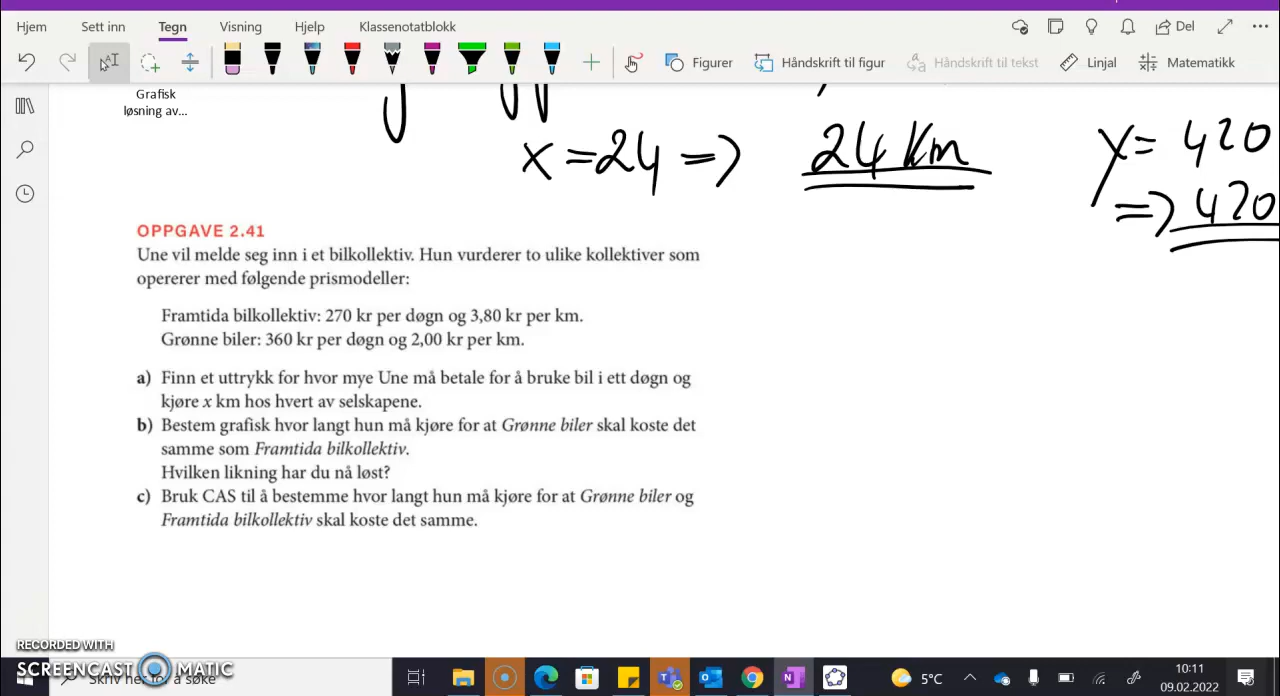 Hjem Sett inn Tegn Visning Hjelp Klassenotatblokk Del
Figurer Håndskrift til figur Håndskrift til tekst Linjal Matematikk
Grafisk
løsning av...
x = 24 => 24 km y = 420
=> 420
OPPGAVE 2.41
Une vil melde seg inn i et bilkollektiv. Hun vurderer to ulike kollektiver som
opererer med følgende prismodeller:
Framtida bilkollektiv: 270 kr per døgn og 3,80 kr per km.
Grønne biler: 360 kr per døgn og 2,00 kr per km.
a) Finn et uttrykk for hvor mye Une må betale for å bruke bil i ett døgn og
kjøre x km hos hvert av selskapene.
b) Bestem grafisk hvor langt hun må kjøre for at Grønne biler skal koste det
samme som Framtida bilkollektiv.
Hvilken likning har du nå løst?
c) Bruk CAS til å bestemme hvor langt hun må kjøre for at Grønne biler og
Framtida bilkollektiv skal koste det samme.
RECORDED WITH
SCREENCAST MATIC
Skriv her for å søke
5°C
10:11
09.02.2022